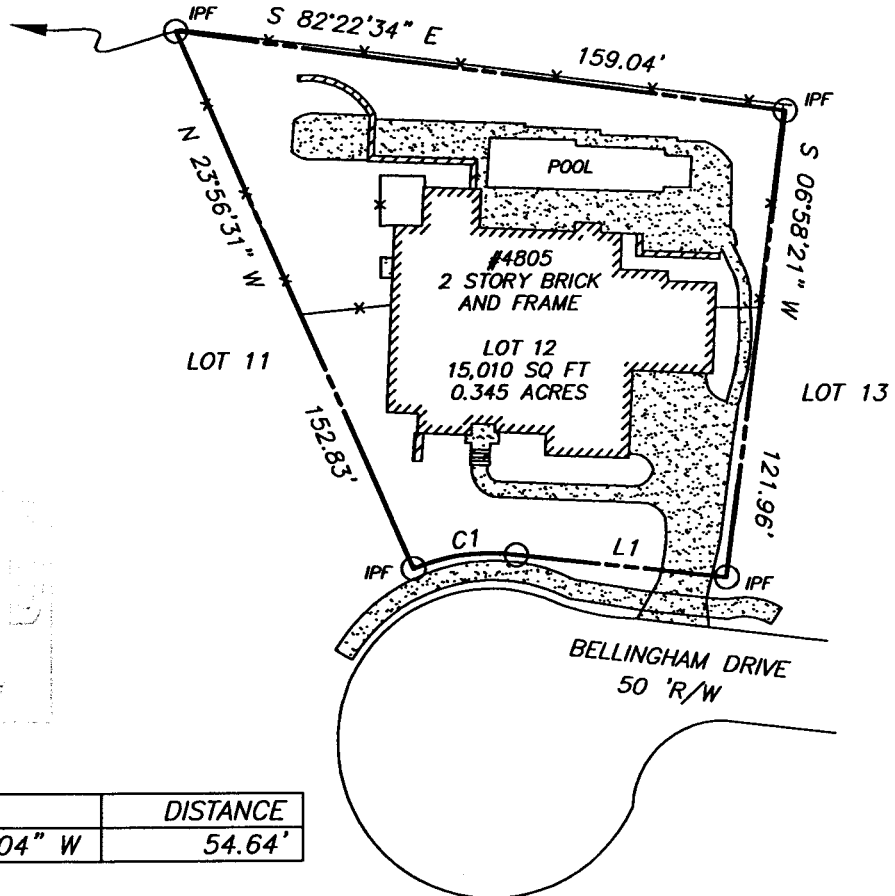 IPF
S 82°22'34" E
159.04'
IPF
N 23°56'31" W
152.83'
S 06°58'21" W
121.96'
POOL
#4805
2 STORY BRICK
AND FRAME
LOT 12
15,010 SQ FT
0.345 ACRES
LOT 11
LOT 13
IPF
C1
L1
IPF
BELLINGHAM DRIVE
50 'R/W
DISTANCE
04" W 54.64'